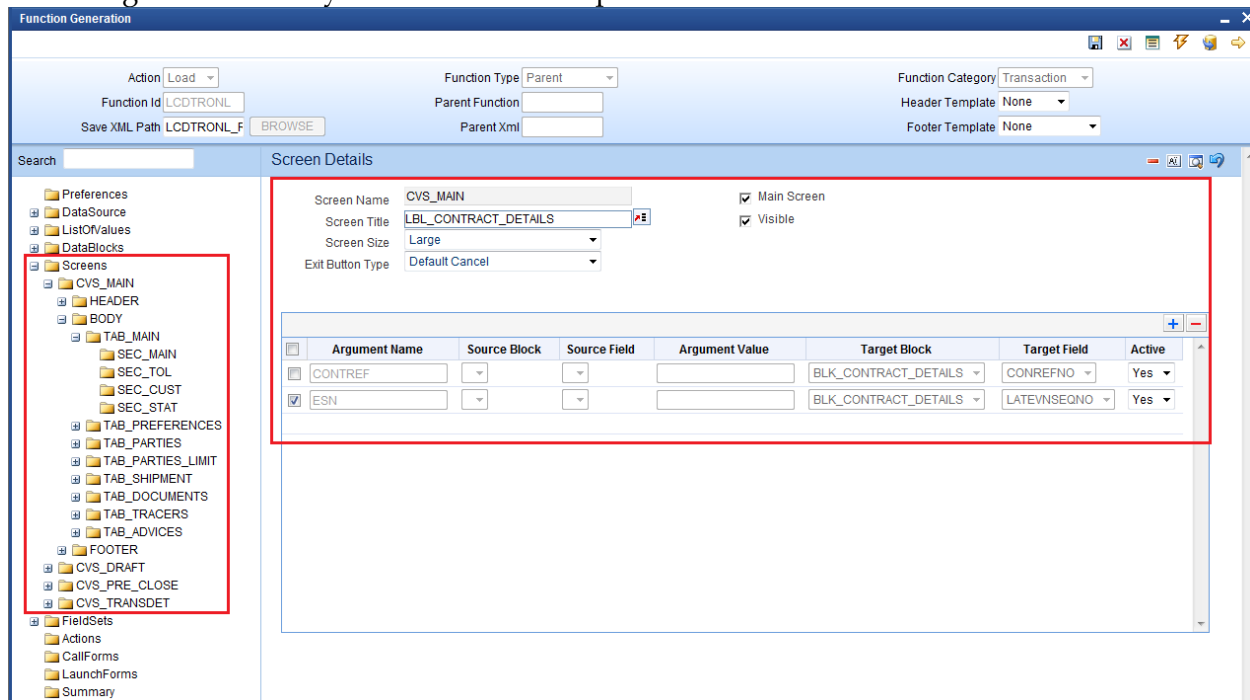 Function Generation
Action Load Function Type Parent Function Category Transaction
Function Id LCDTRONL Parent Function Header Template None
Save XML Path LCDTRONL_F BROWSE Parent Xml Footer Template None
Search Screen Details
Preferences
DataSource
ListOfValues
DataBlocks
Screens
CVS_MAIN
HEADER
BODY
TAB_MAIN
SEC_MAIN
SEC_TOL
SEC_CUST
SEC_STAT
TAB_PREFERENCES
TAB_PARTIES
TAB_PARTIES_LIMIT
TAB_SHIPMENT
TAB_DOCUMENTS
TAB_TRACERS
TAB_ADVICES
FOOTER
CVS_DRAFT
CVS_PRE_CLOSE
CVS_TRANSDET
FieldSets
Actions
CallForms
LaunchForms
Summary
Screen Name CVS_MAIN Main Screen
Screen Title LBL_CONTRACT_DETAILS Visible
Screen Size Large
Exit Button Type Default Cancel
Argument Name Source Block Source Field Argument Value Target Block Target Field Active
CONTREF BLK_CONTRACT_DETAILS CONREFNO Yes
ESN BLK_CONTRACT_DETAILS LATEVNSEQNO Yes